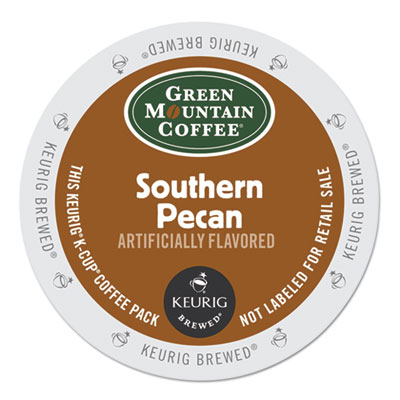 KEURIG BREWED®
KEURIG BREWED®
KEURIG BREWED®
KEURIG BREWED®
GREEN
MOUNTAIN
COFFEE®
Southern
Pecan
ARTIFICIALLY FLAVORED
THIS KEURIG® K-CUP® COFFEE PACK
NOT LABELED FOR RETAIL SALE
KEURIG
BREWED®